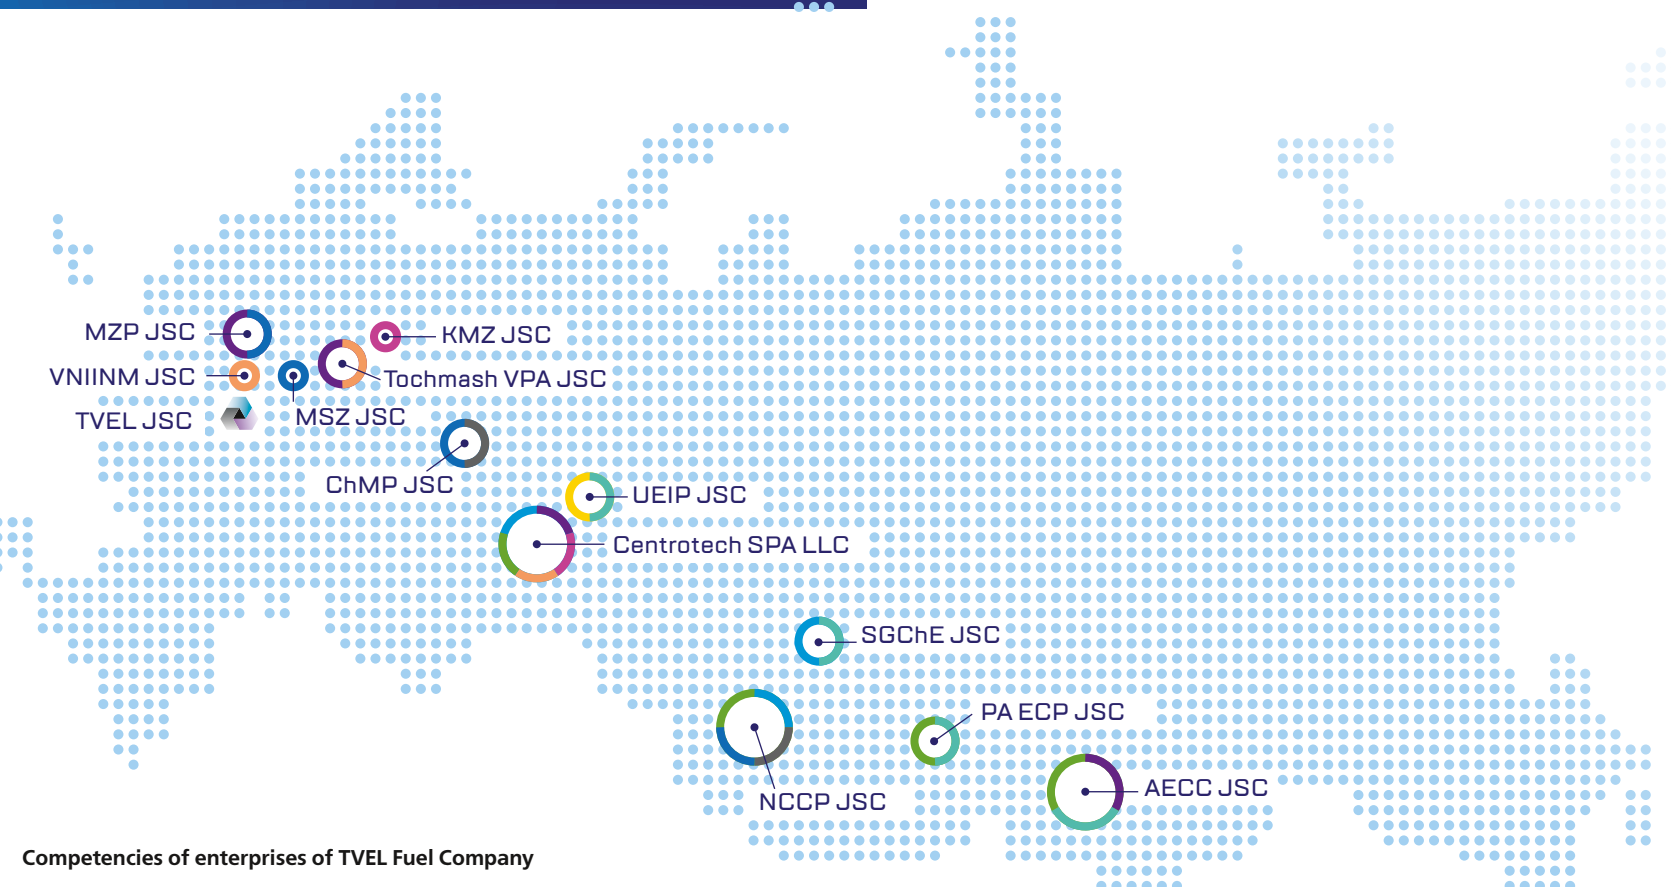 MZP JSC
KMZ JSC
VNIINM JSC
Tochmash VPA JSC
TVEL JSC
MSZ JSC
ChMP JSC
UEIP JSC
Centrotech SPA LLC
SGChE JSC
PA ECP JSC
AECC JSC
NCCP JSC
Competencies of enterprises of TVEL Fuel Company